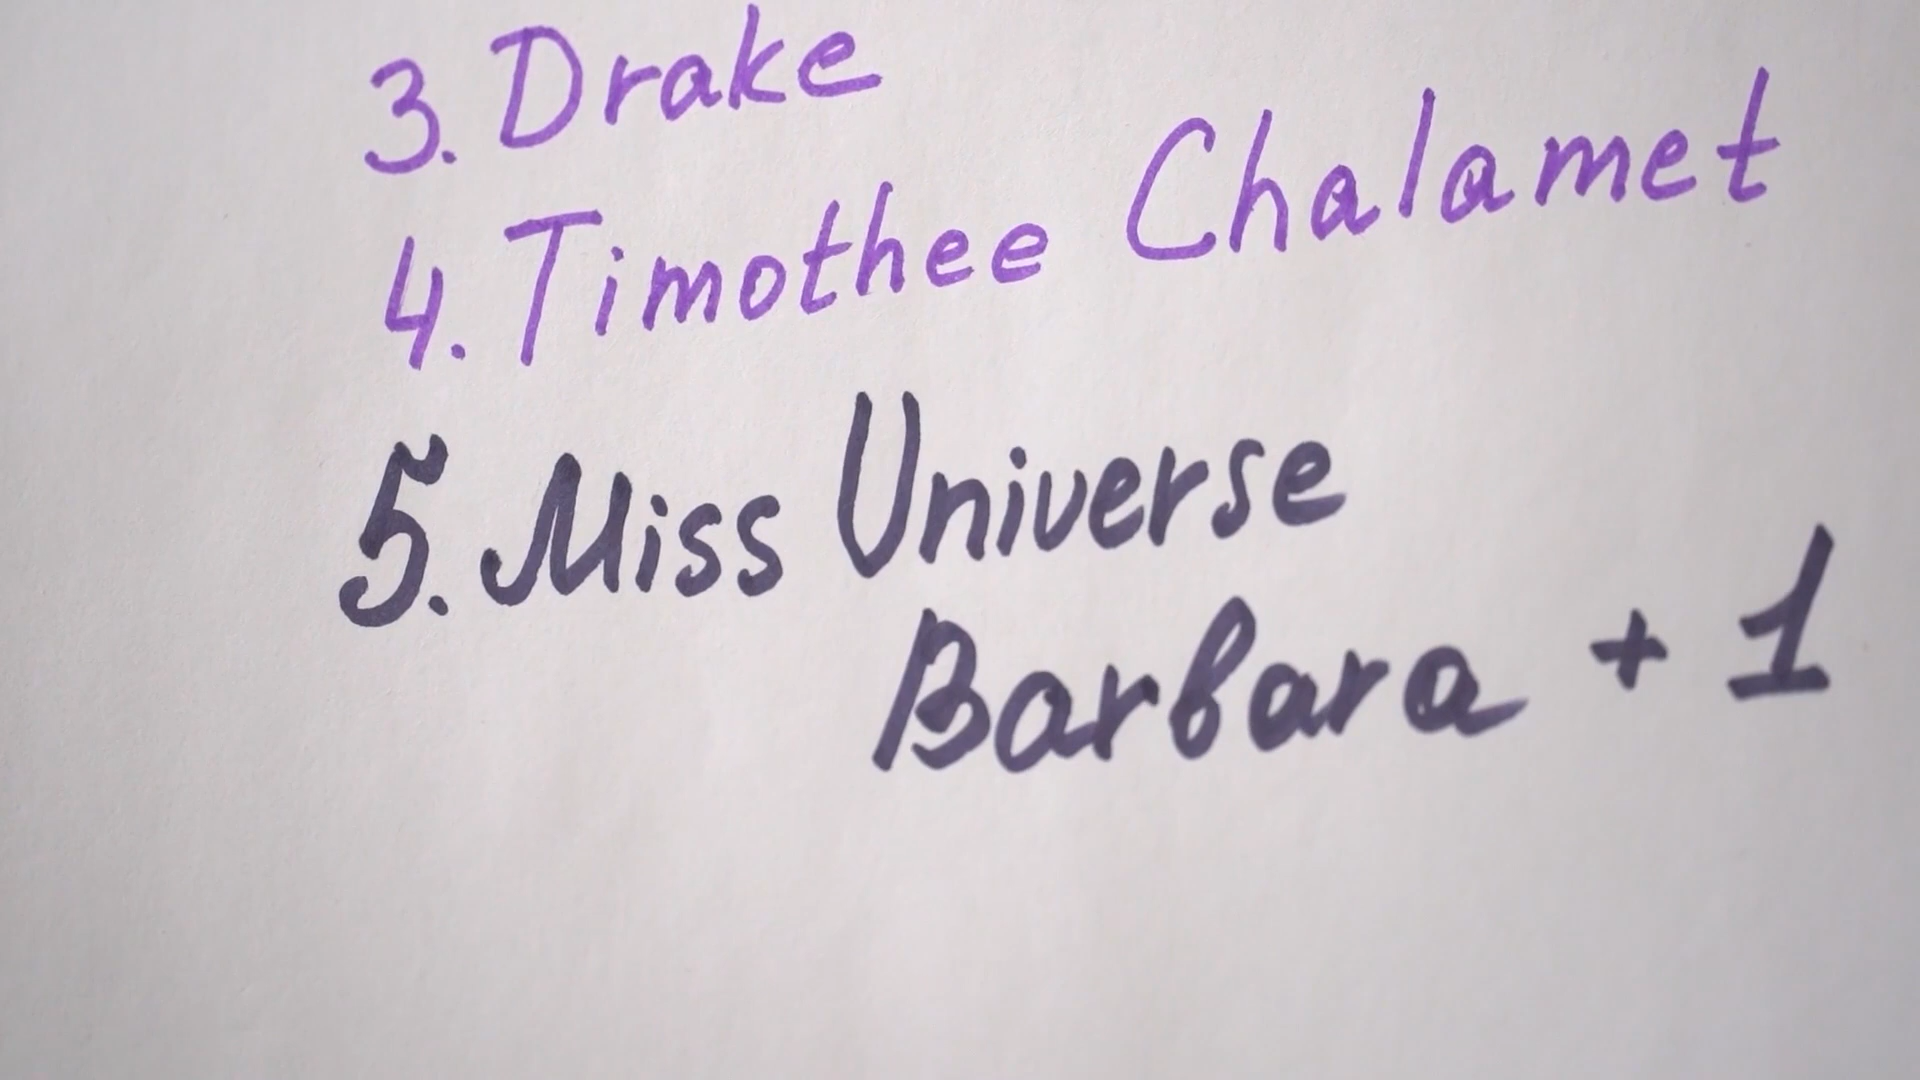 3. Drake
4. Timothee Chalamet
5. Miss Universe
Barbara + 1